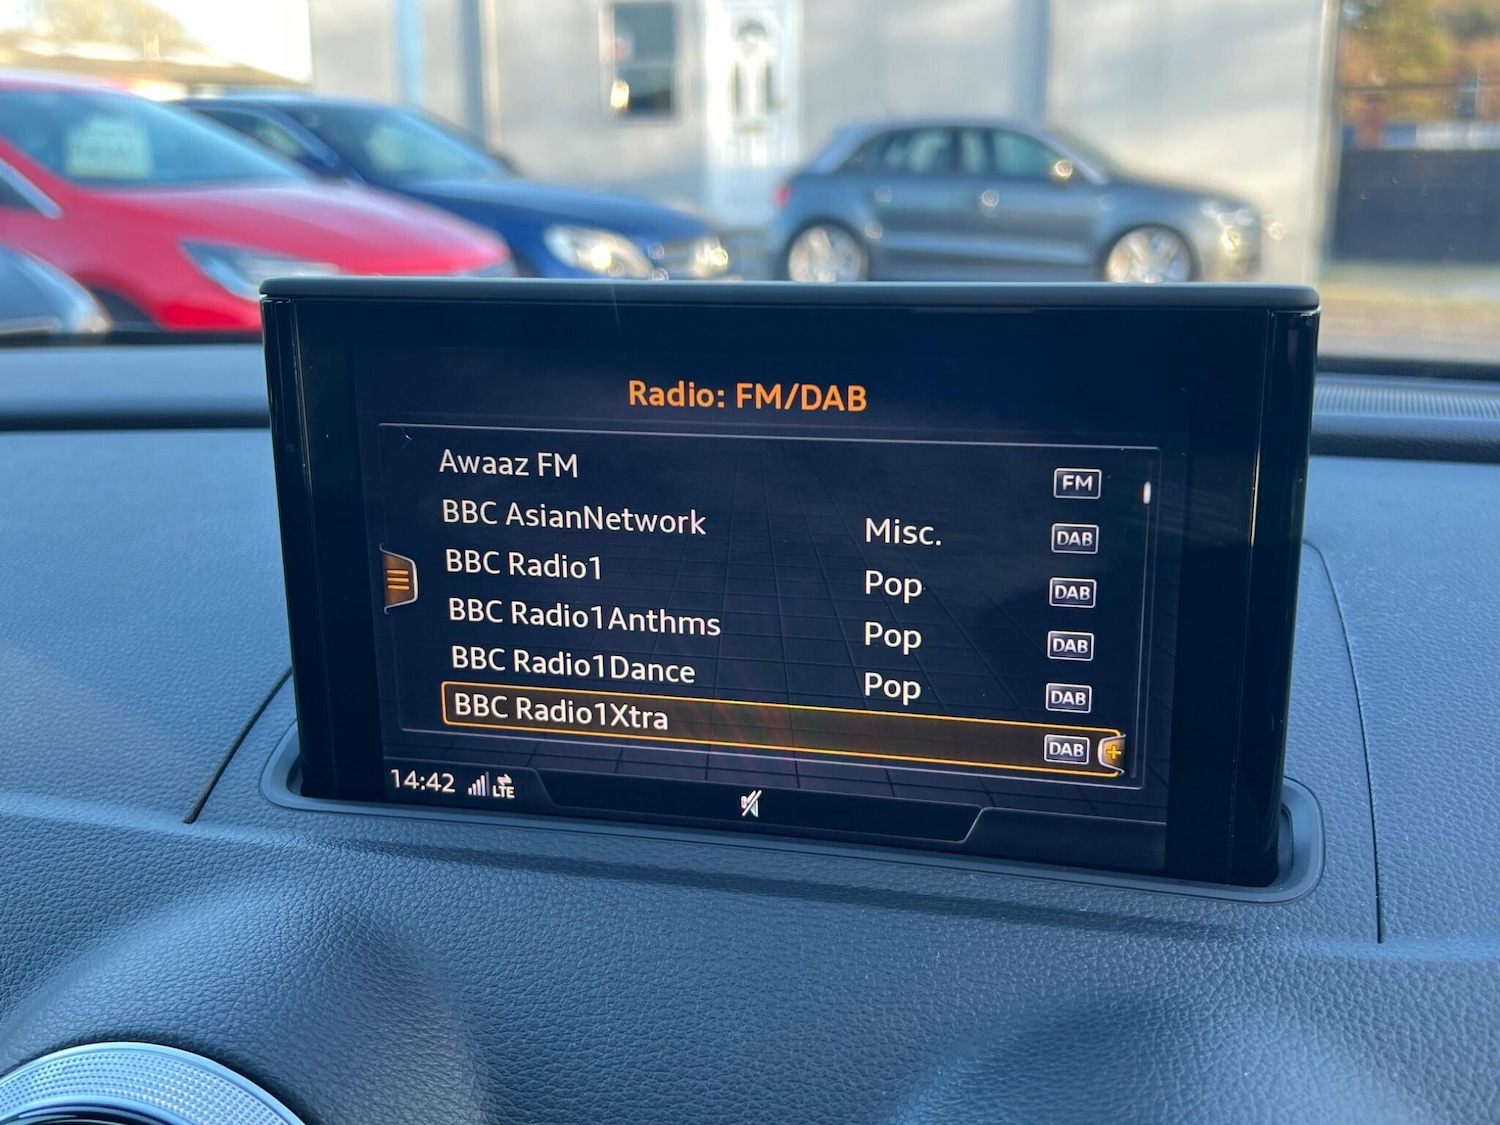 Radio: FM/DAB
Awaaz FM FM
BBC AsianNetwork Misc. DAB
BBC Radio1 Pop DAB
BBC Radio1Anthms Pop DAB
BBC Radio1Dance Pop DAB
BBC Radio1Xtra DAB
14:42 LTE